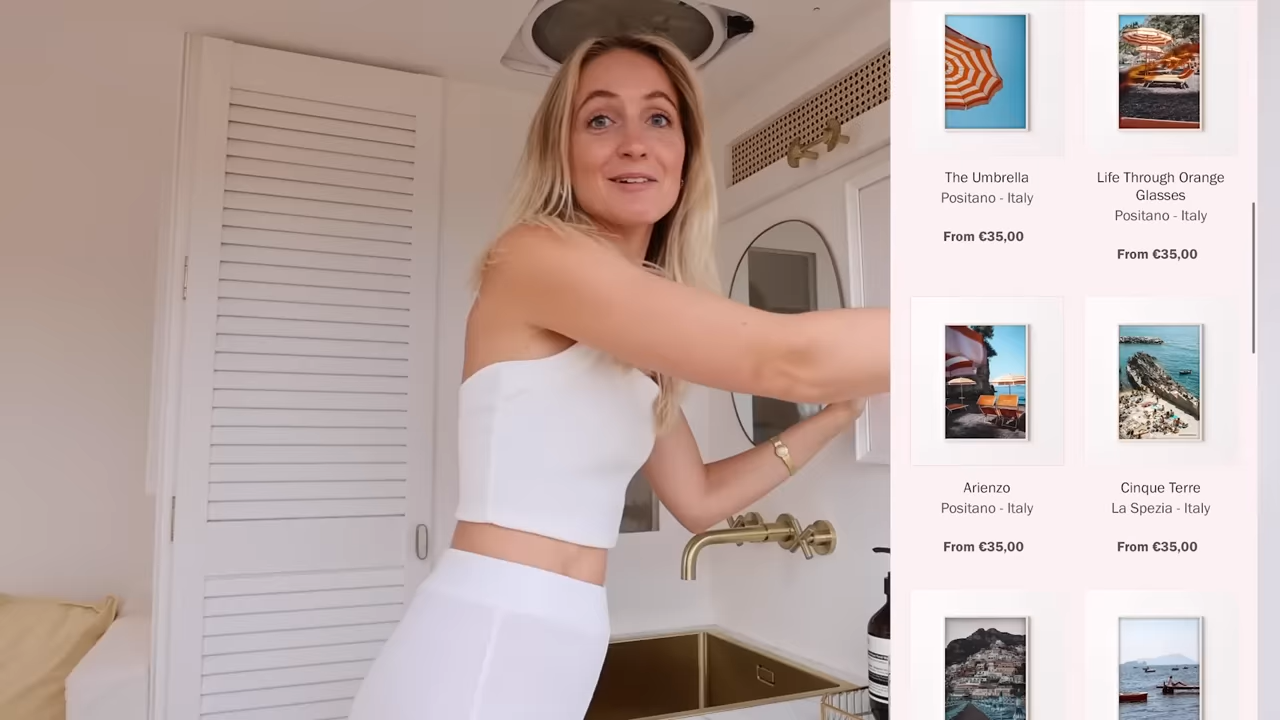 The Umbrella
Positano - Italy
From €35,00
Life Through Orange
Glasses
Positano - Italy
From €35,00
Arienzo
Positano - Italy
From €35,00
Cinque Terre
La Spezia - Italy
From €35,00